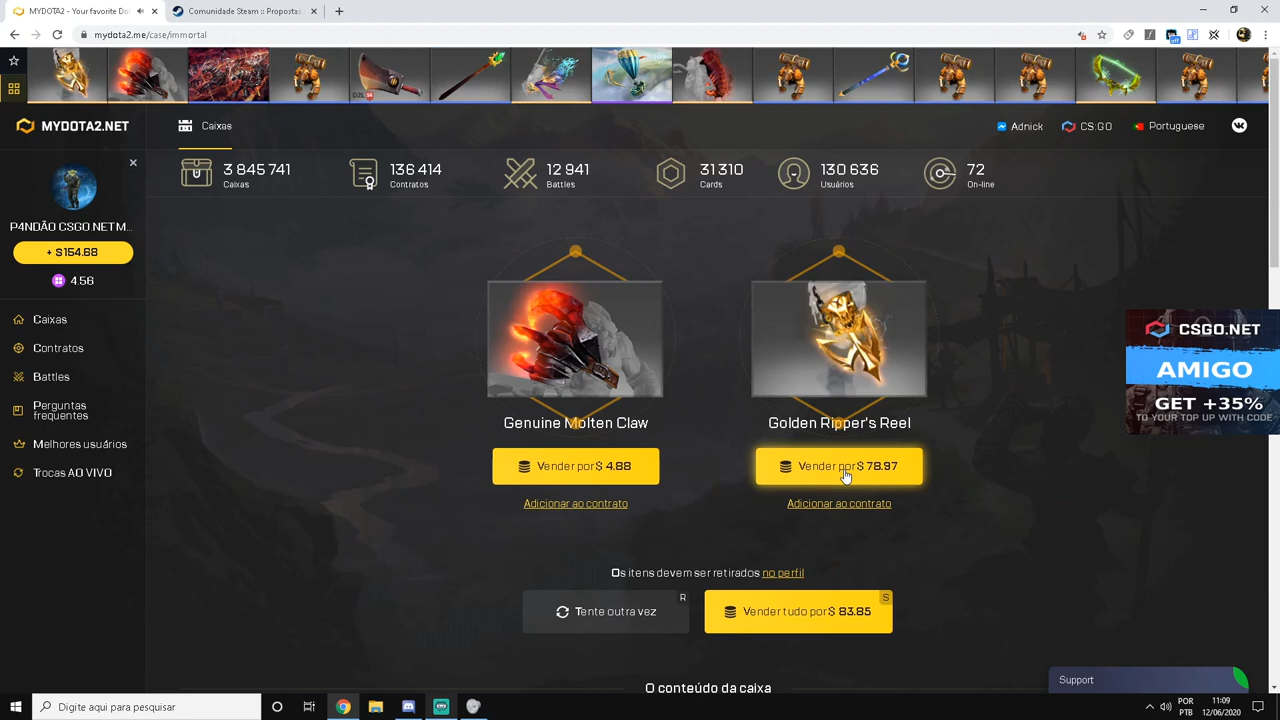 MYDOTA2 - Your favorite Do
Comunidade Steam :: Propostas
mydota2.me/case/immortal
off
D2L
MYDOTA2.NET
Caixas
Adnick
CS:GO
Portuguese
3 845 741
Caixas
136 414
Contratos
12 941
Battles
31 310
Cards
130 636
Usuários
72
On-line
P4NDÃO CSGO NET M...
+ $ 154.68
4.56
Caixas
Contratos
Battles
Perguntas
frequentes
Melhores usuários
Trocas AO VIVO
Genuine Molten Claw
Vender por $ 4.88
Adicionar ao contrato
Golden Ripper's Reel
Vender por $ 78.97
Adicionar ao contrato
CSGO.NET
AMIGO
GET +35%
TO YOUR TOP UP WITH CODE
Os itens devem ser retirados no perfil
Tente outra vez
R
Vender tudo por $ 83.85
S
O conteúdo da caixa
Support
Digite aqui para pesquisar
POR
PTB
11:09
12/06/2020